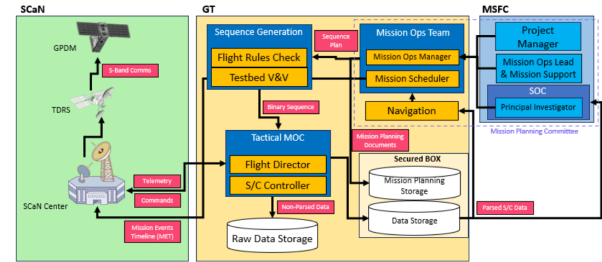 SCaN
GT
MSFC
GPDM
S-Band Comms
TDRS
SCaN Center
Telemetry
Commands
Mission Events
Timeline (MET)
Sequence Generation
Flight Rules Check
Testbed V&V
Sequence
Plan
Binary Sequence
Mission Ops Team
Mission Ops Manager
Mission Scheduler
Navigation
Project
Manager
Mission Ops Lead
& Mission Support
SOC
Principal Investigator
Mission Planning Committee
Tactical MOC
Flight Director
S/C Controller
Non-Parsed Data
Raw Data Storage
Mission Planning
Documents
Secured BOX
Mission Planning
Storage
Data Storage
Parsed S/C Data